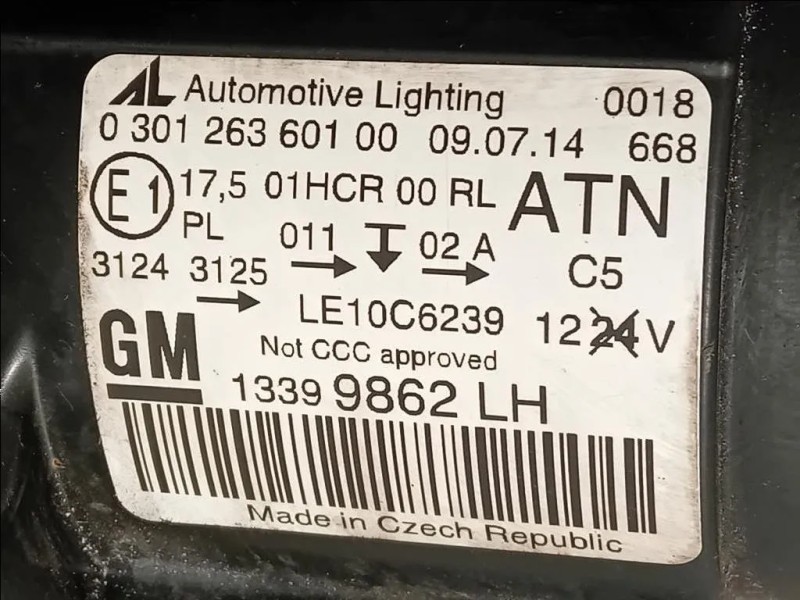 AL Automotive Lighting 0018
0 301 263 601 00 09.07.14 668
E1 17,5 01HCR 00 RL ATN
PL 011 02 A C5
3124 3125
LE10C6239 12 24 V
GM Not CCC approved
1339 9862 LH
Made in Czech Republic